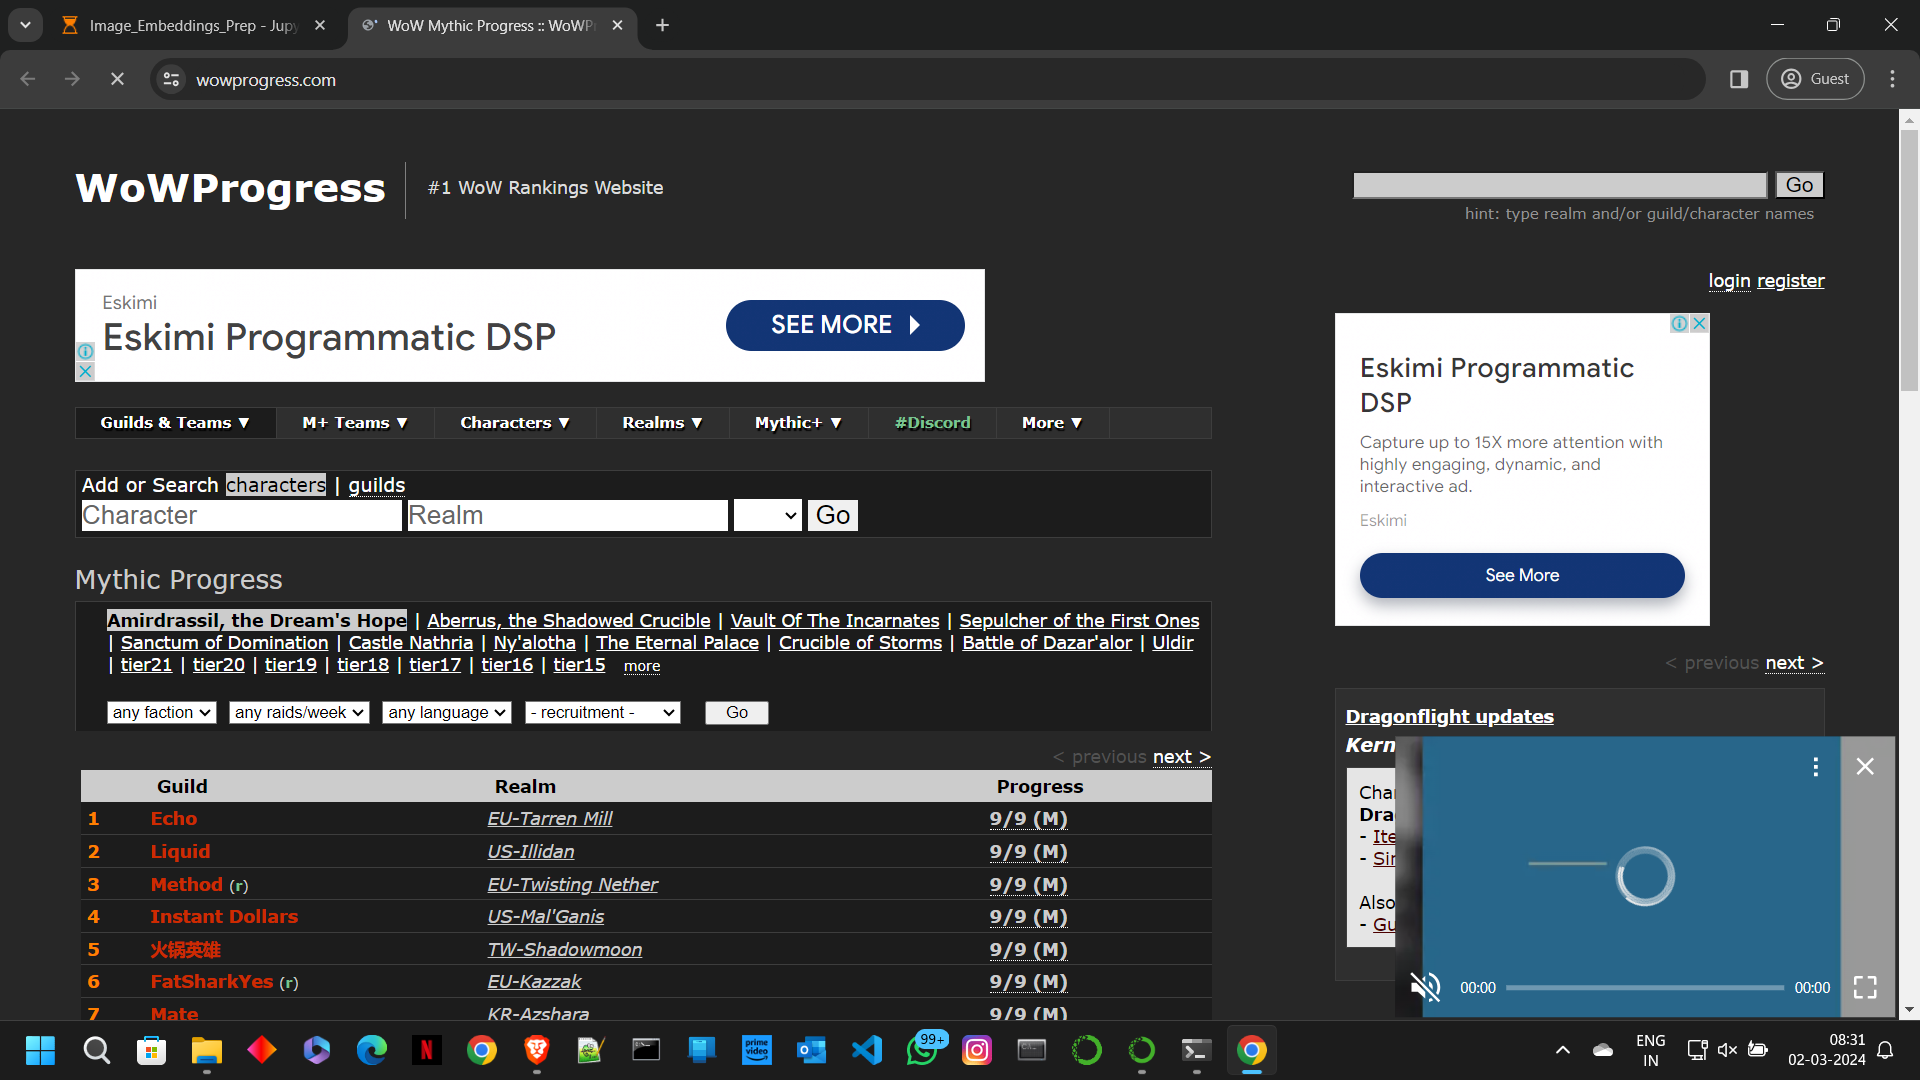 Image_Embeddings_Prep - Jupy
WoW Mythic Progress :: WoWPr
wowprogress.com
Guest
WoWProgress
#1 WoW Rankings Website
Go
hint: type realm and/or guild/character names
login register
Eskimi
Eskimi Programmatic DSP
SEE MORE
Eskimi Programmatic
DSP
Capture up to 15X more attention with
highly engaging, dynamic, and
interactive ad.
Eskimi
See More
Guilds & Teams ▼ M+ Teams ▼ Characters ▼ Realms ▼ Mythic+ ▼ #Discord More ▼
Add or Search characters | guilds
Character Realm Go
Mythic Progress
Amirdrassil, the Dream's Hope | Aberrus, the Shadowed Crucible | Vault Of The Incarnates | Sepulcher of the First Ones
| Sanctum of Domination | Castle Nathria | Ny'alotha | The Eternal Palace | Crucible of Storms | Battle of Dazar'alor | Uldir
| tier21 | tier20 | tier19 | tier18 | tier17 | tier16 | tier15 more
any faction any raids/week any language - recruitment - Go
< previous next >
Guild Realm Progress
1 Echo EU-Tarren Mill 9/9 (M)
2 Liquid US-Illidan 9/9 (M)
3 Method (r) EU-Twisting Nether 9/9 (M)
4 Instant Dollars US-Mal'Ganis 9/9 (M)
5 火锅英雄 TW-Shadowmoon 9/9 (M)
6 FatSharkYes (r) EU-Kazzak 9/9 (M)
7 Mate KR-Azshara 9/9 (M)
< previous next >
Dragonflight updates
Kern
Char
Dra
- Ite
- Sir
Also
- Gu
00:00 00:00
99+
prime video
ENG
IN
08:31
02-03-2024